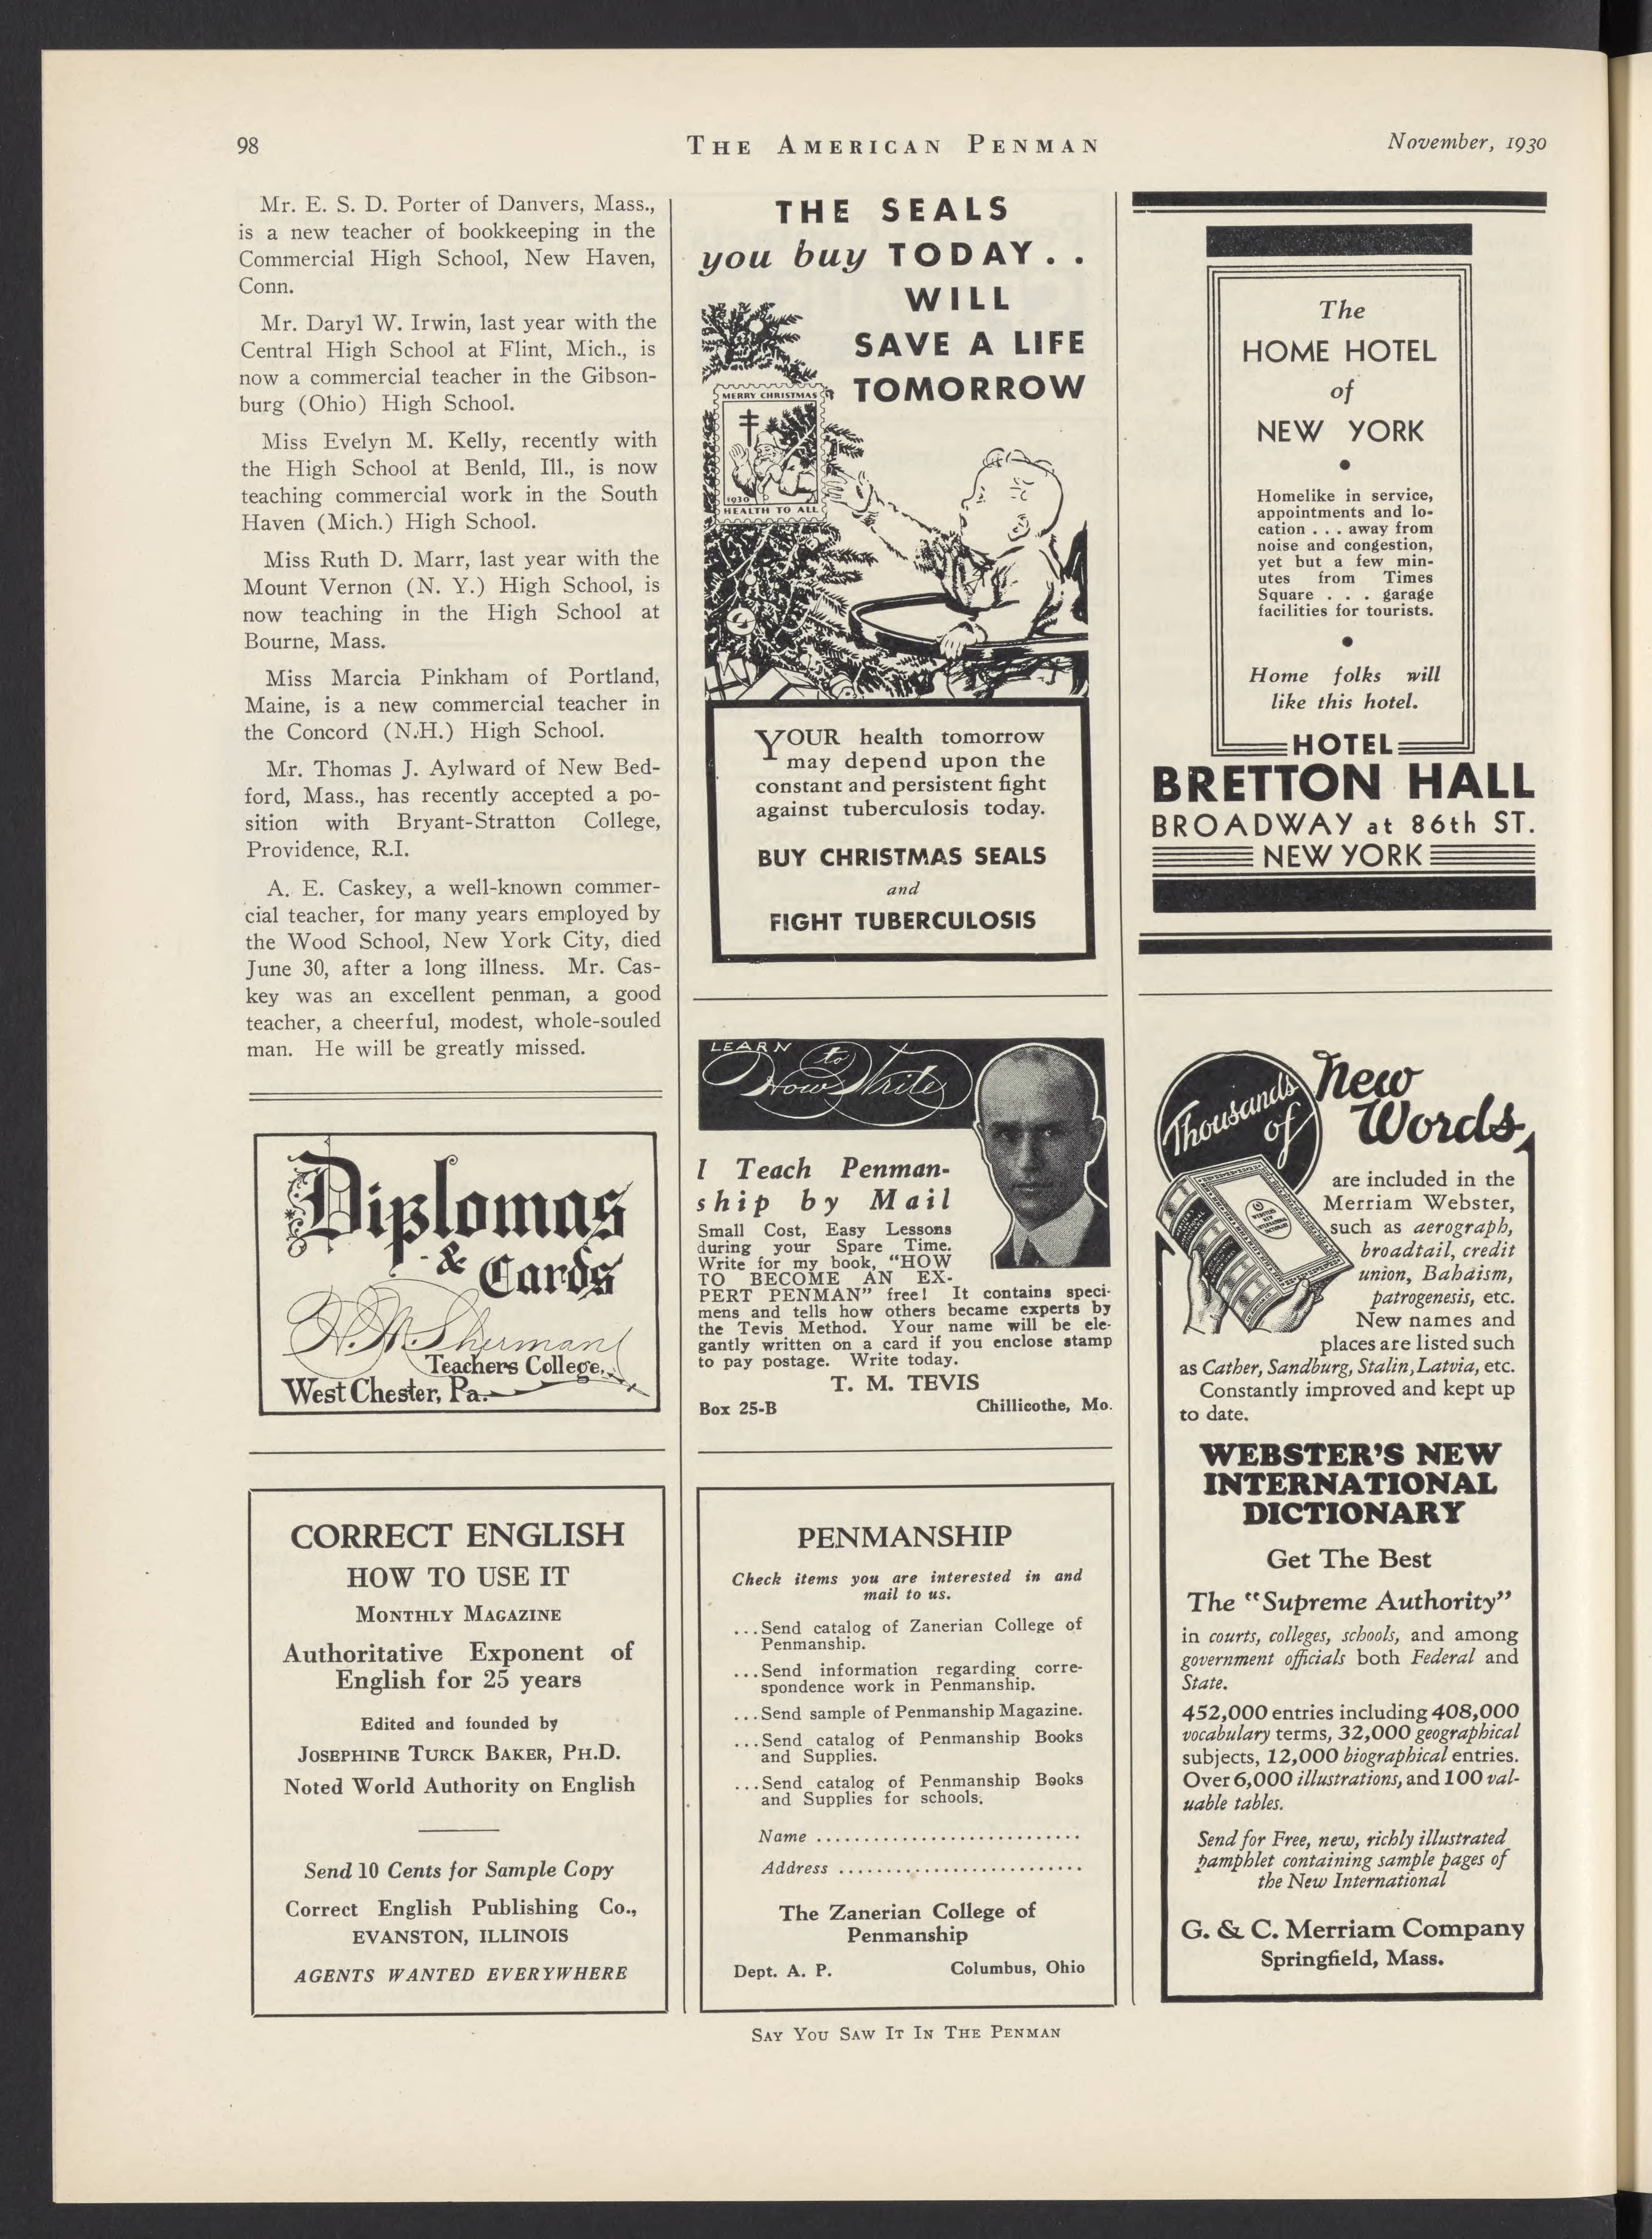 98
THE AMERICAN PENMAN
November, 1930
Mr. E. S. D. Porter of Danvers, Mass.,
is a new teacher of bookkeeping in the
Commercial High School, New Haven,
Conn.
Mr. Daryl W. Irwin, last year with the
Central High School at Flint, Mich., is
now a commercial teacher in the Gibson-
burg (Ohio) High School.
Miss Evelyn M. Kelly, recently with
the High School at Benld, Ill., is now
teaching commercial work in the South
Haven (Mich.) High School.
Miss Ruth D. Marr, last year with the
Mount Vernon (N. Y.) High School, is
now teaching in the High School at
Bourne, Mass.
Miss Marcia Pinkham of Portland,
Maine, is a new commercial teacher in
the Concord (N.H.) High School.
Mr. Thomas J. Aylward of New Bed-
ford, Mass., has recently accepted a po-
sition with Bryant-Stratton College,
Providence, R.I.
A. E. Caskey, a well-known commer-
cial teacher, for many years employed by
the Wood School, New York City, died
June 30, after a long illness. Mr. Cas-
key was an excellent penman, a good
teacher, a cheerful, modest, whole-souled
man. He will be greatly missed.
Diplomas
& Cards
H. M. Sherman
Teachers College,
West Chester, Pa.
CORRECT ENGLISH
HOW TO USE IT
MONTHLY MAGAZINE
Authoritative Exponent of
English for 25 years
Edited and founded by
JOSEPHINE TURCK BAKER, PH.D.
Noted World Authority on English
Send 10 Cents for Sample Copy
Correct English Publishing Co.,
EVANSTON, ILLINOIS
AGENTS WANTED EVERYWHERE
THE SEALS
you buy TODAY . .
WILL
SAVE A LIFE
TOMORROW
MERRY CHRISTMAS
1930
HEALTH TO ALL
YOUR health tomorrow
may depend upon the
constant and persistent fight
against tuberculosis today.
BUY CHRISTMAS SEALS
and
FIGHT TUBERCULOSIS
LEARN
How to Write
I Teach Penman-
ship by Mail
Small Cost, Easy Lessons
during your Spare Time.
Write for my book, "HOW
TO BECOME AN EX-
PERT PENMAN" free! It contains speci-
mens and tells how others became experts by
the Tevis Method. Your name will be ele-
gantly written on a card if you enclose stamp
to pay postage. Write today.
T. M. TEVIS
Box 25-B Chillicothe, Mo.
PENMANSHIP
Check items you are interested in and
mail to us.
...Send catalog of Zanerian College of
Penmanship.
...Send information regarding corre-
spondence work in Penmanship.
...Send sample of Penmanship Magazine.
...Send catalog of Penmanship Books
and Supplies.
...Send catalog of Penmanship Books
and Supplies for schools.
Name ............................
Address ..........................
The Zanerian College of
Penmanship
Dept. A. P. Columbus, Ohio
The
HOME HOTEL
of
NEW YORK
Homelike in service,
appointments and lo-
cation . . . away from
noise and congestion,
yet but a few min-
utes from Times
Square . . . garage
facilities for tourists.
Home folks will
like this hotel.
HOTEL
BRETTON HALL
BROADWAY at 86th ST.
NEW YORK
Thousands
of
New
Words
are included in the
Merriam Webster,
such as aerograph,
broadtail, credit
union, Bahaism,
patrogenesis, etc.
New names and
places are listed such
as Cather, Sandburg, Stalin, Latvia, etc.
Constantly improved and kept up
to date.
WEBSTER'S NEW
INTERNATIONAL
DICTIONARY
Get The Best
The "Supreme Authority"
in courts, colleges, schools, and among
government officials both Federal and
State.
452,000 entries including 408,000
vocabulary terms, 32,000 geographical
subjects, 12,000 biographical entries.
Over 6,000 illustrations, and 100 val-
uable tables.
Send for Free, new, richly illustrated
pamphlet containing sample pages of
the New International
G. & C. Merriam Company
Springfield, Mass.
SAY YOU SAW IT IN THE PENMAN